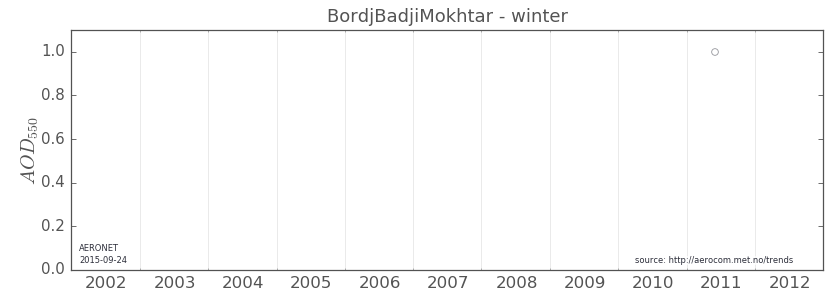 BordjBadjiMokhtar - winter
AOD550
1.0
0.8
0.6
0.4
0.2
0.0
AERONET
2015-09-24
source: http://aerocom.met.no/trends
2002 2003 2004 2005 2006 2007 2008 2009 2010 2011 2012